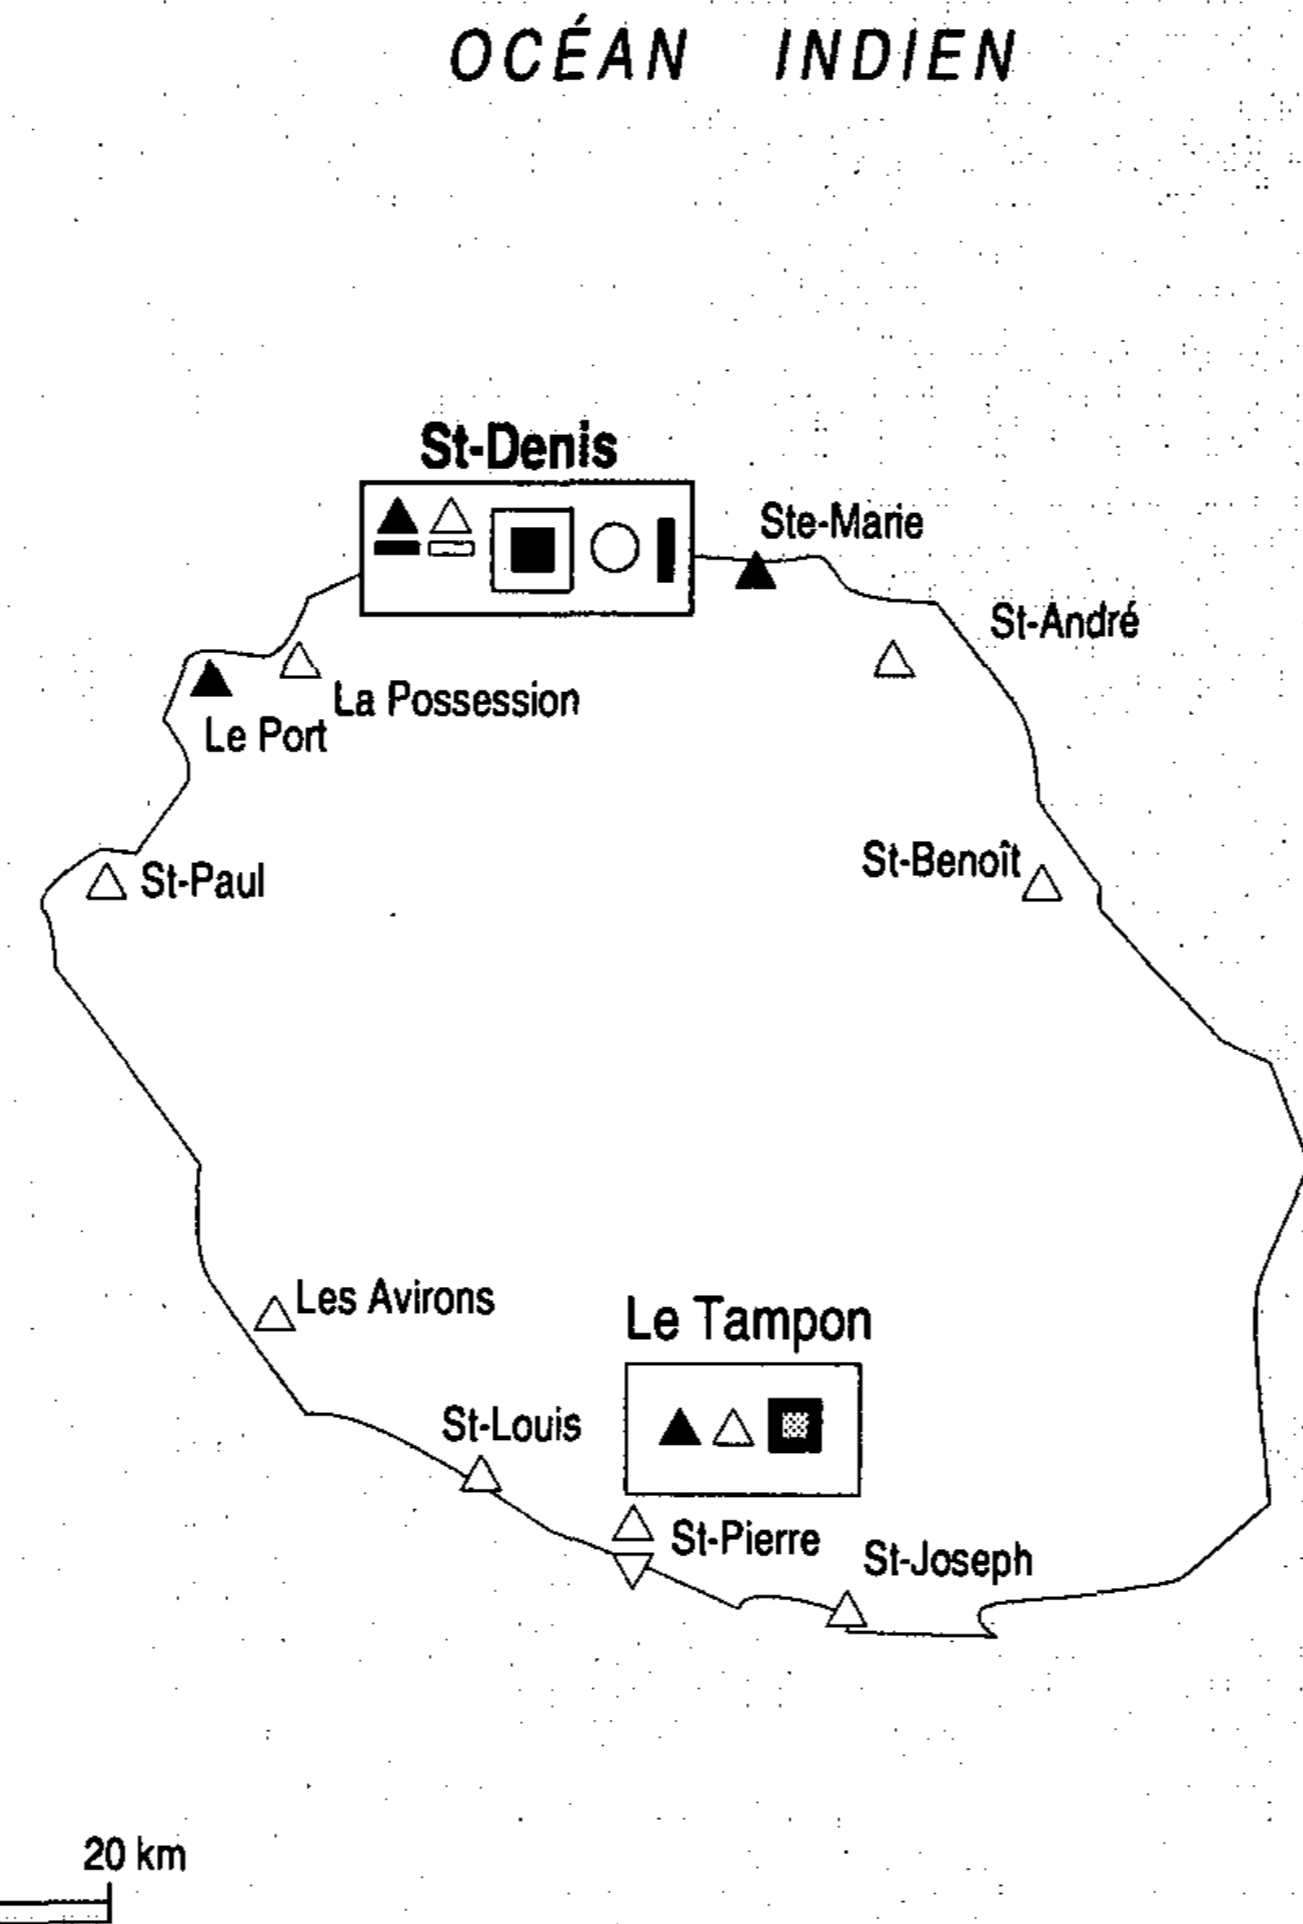 OCÉAN INDIEN
St-Denis
Ste-Marie
St-André
La Possession
Le Port
St-Paul
St-Benoît
Les Avirons
Le Tampon
St-Louis
St-Pierre
St-Joseph
20 km